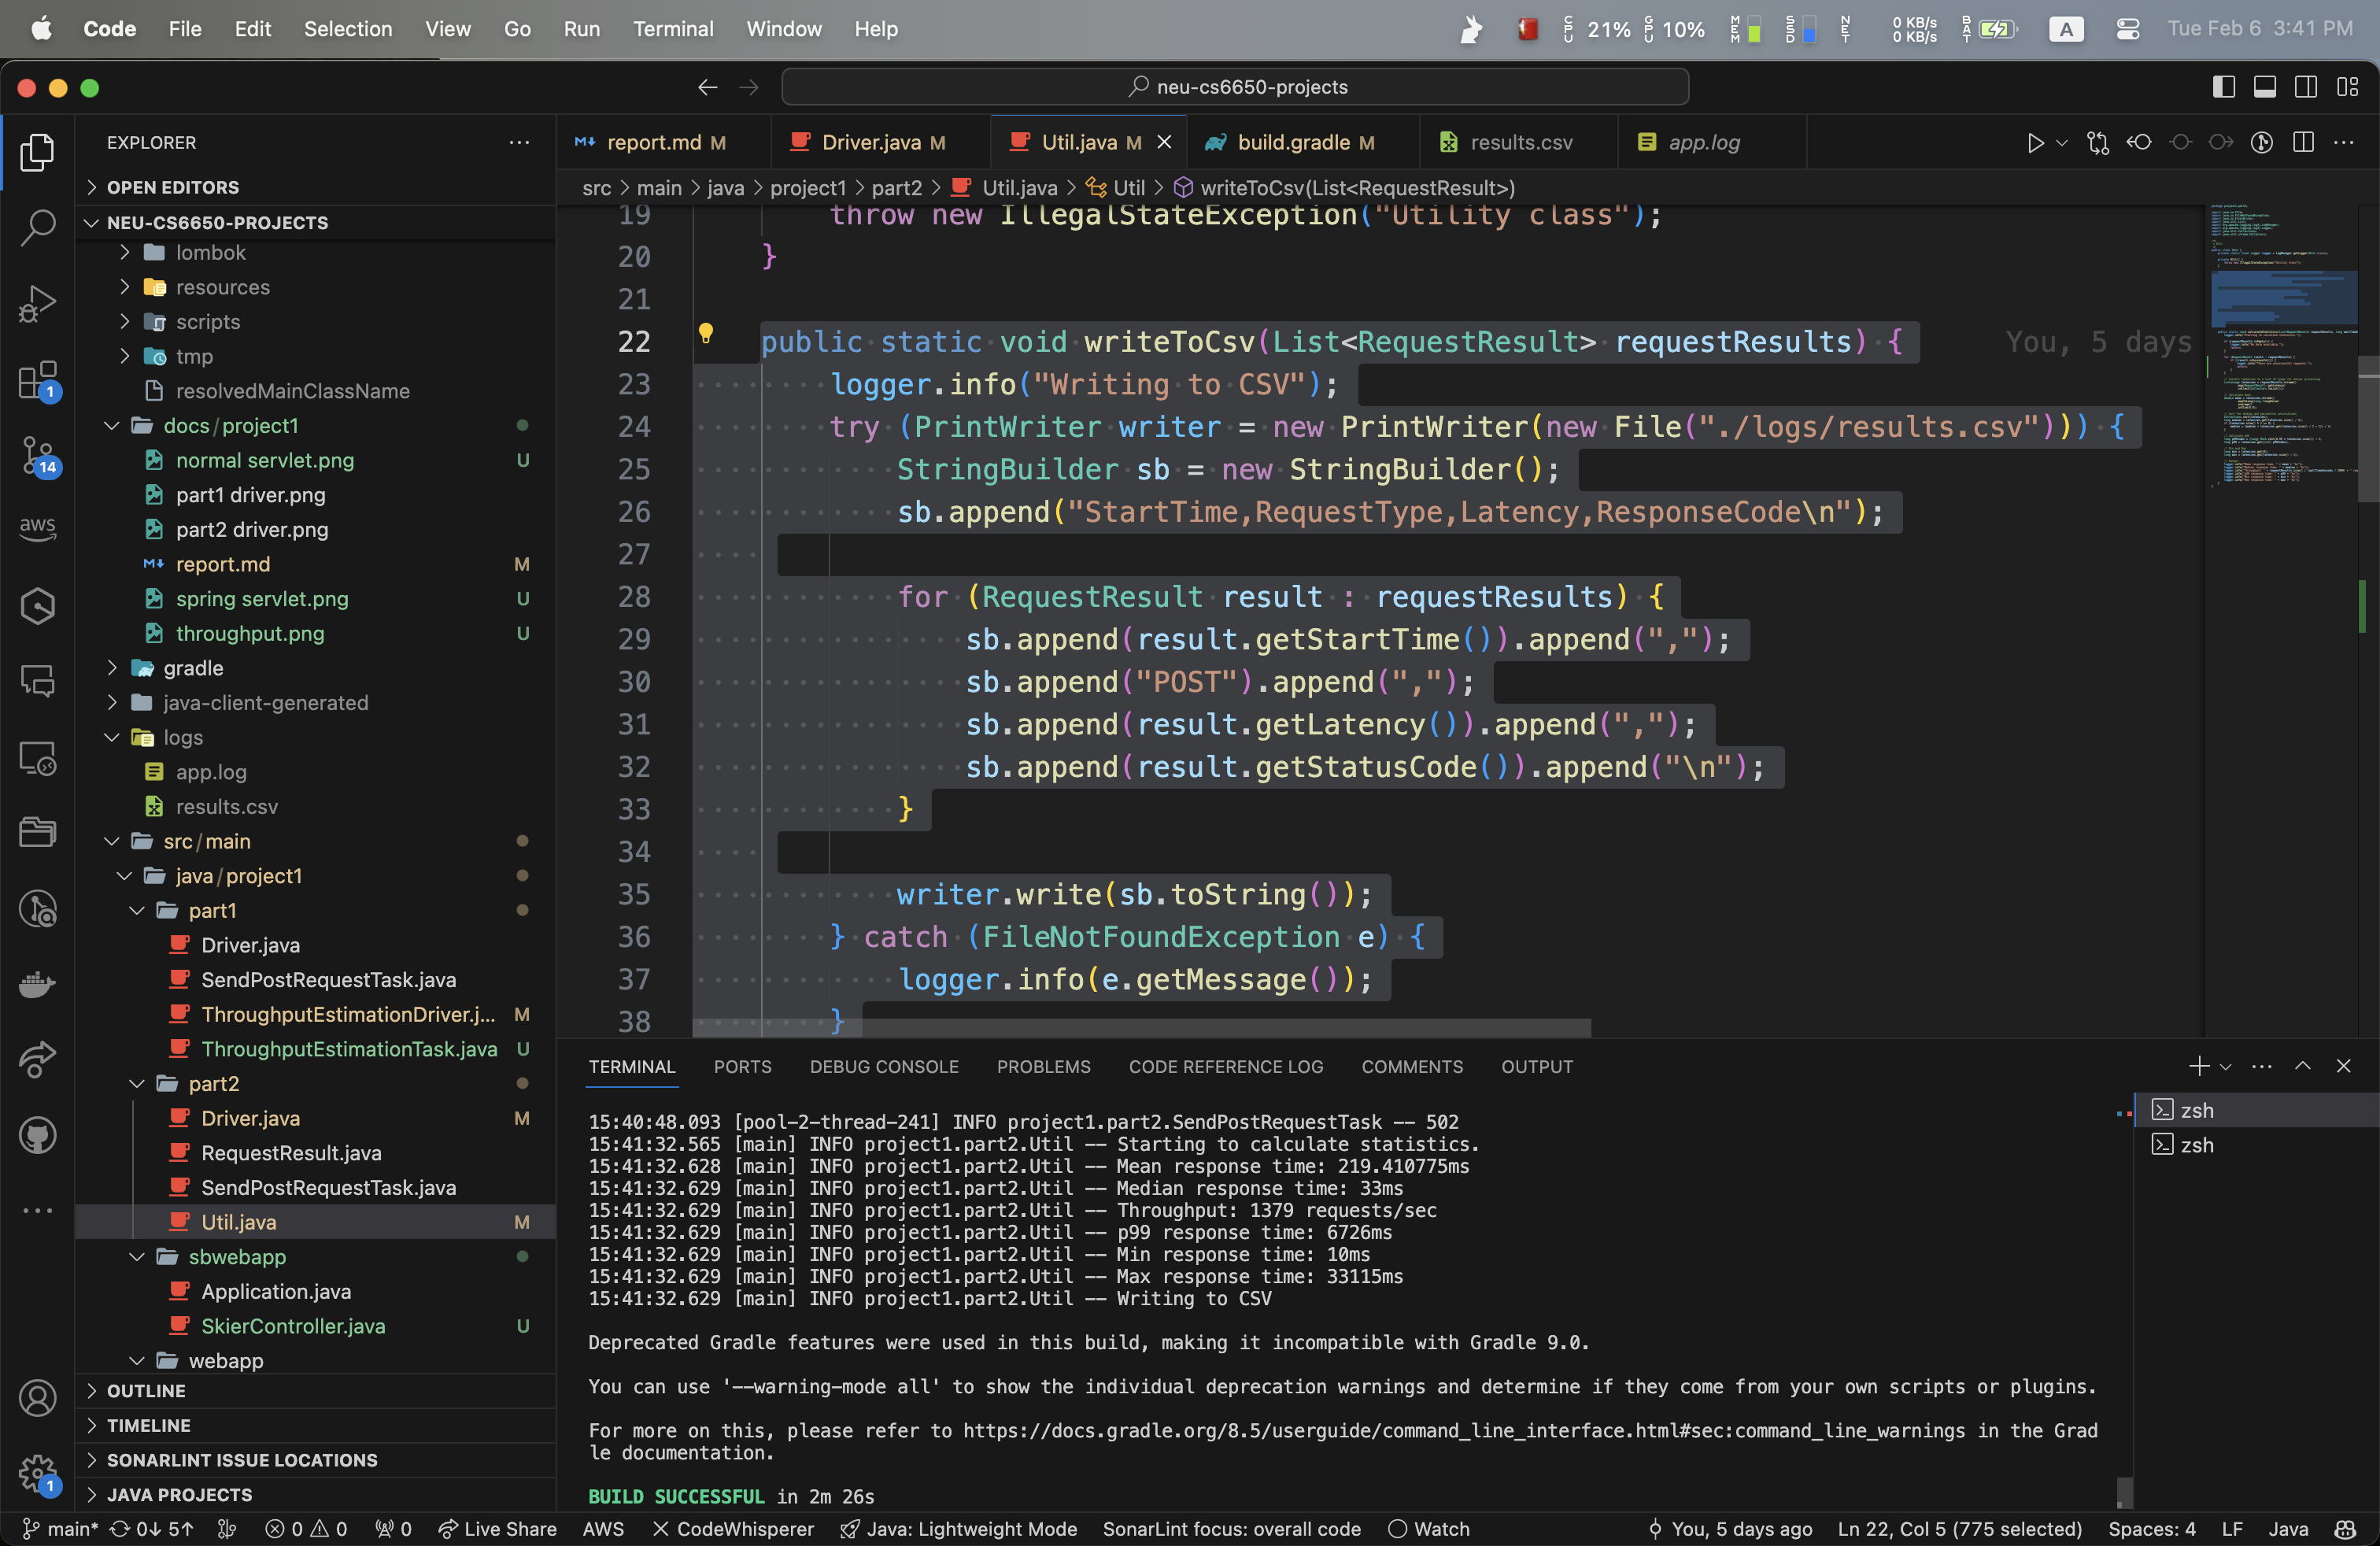 Code File Edit Selection View Go Run Terminal Window Help CPU 21% GPU 10% MEM SSD NET 0 KB/s 0 KB/s BAT A Tue Feb 6 3:41 PM
neu-cs6650-projects
EXPLORER
OPEN EDITORS
NEU-CS6650-PROJECTS
lombok
resources
scripts
tmp
resolvedMainClassName
docs/project1
normal servlet.png U
part1 driver.png
part2 driver.png
report.md M
spring servlet.png U
throughput.png U
gradle
java-client-generated
logs
app.log
results.csv
src/main
java/project1
part1
Driver.java
SendPostRequestTask.java
ThroughputEstimationDriver.j... M
ThroughputEstimationTask.java U
part2
Driver.java M
RequestResult.java
SendPostRequestTask.java
Util.java M
sbwebapp
Application.java
SkierController.java U
webapp
OUTLINE
TIMELINE
SONARLINT ISSUE LOCATIONS
JAVA PROJECTS
1
14
aws
1
report.md M Driver.java M Util.java M build.gradle M results.csv app.log
src > main > java > project1 > part2 > Util.java > Util > writeToCsv(List<RequestResult>)
19 throw new IllegalStateException("Utility class");
20 }
21
22 public static void writeToCsv(List<RequestResult> requestResults) { You, 5 days
23 logger.info("Writing to CSV");
24 try (PrintWriter writer = new PrintWriter(new File("./logs/results.csv"))) {
25 StringBuilder sb = new StringBuilder();
26 sb.append("StartTime,RequestType,Latency,ResponseCode\n");
27
28 for (RequestResult result : requestResults) {
29 sb.append(result.getStartTime()).append(",");
30 sb.append("POST").append(",");
31 sb.append(result.getLatency()).append(",");
32 sb.append(result.getStatusCode()).append("\n");
33 }
34
35 writer.write(sb.toString());
36 } catch (FileNotFoundException e) {
37 logger.info(e.getMessage());
38 }
TERMINAL PORTS DEBUG CONSOLE PROBLEMS CODE REFERENCE LOG COMMENTS OUTPUT
15:40:48.093 [pool-2-thread-241] INFO project1.part2.SendPostRequestTask -- 502
15:41:32.565 [main] INFO project1.part2.Util -- Starting to calculate statistics.
15:41:32.628 [main] INFO project1.part2.Util -- Mean response time: 219.410775ms
15:41:32.629 [main] INFO project1.part2.Util -- Median response time: 33ms
15:41:32.629 [main] INFO project1.part2.Util -- Throughput: 1379 requests/sec
15:41:32.629 [main] INFO project1.part2.Util -- p99 response time: 6726ms
15:41:32.629 [main] INFO project1.part2.Util -- Min response time: 10ms
15:41:32.629 [main] INFO project1.part2.Util -- Max response time: 33115ms
15:41:32.629 [main] INFO project1.part2.Util -- Writing to CSV
Deprecated Gradle features were used in this build, making it incompatible with Gradle 9.0.
You can use '--warning-mode all' to show the individual deprecation warnings and determine if they come from your own scripts or plugins.
For more on this, please refer to https://docs.gradle.org/8.5/userguide/command_line_interface.html#sec:command_line_warnings in the Grad
le documentation.
BUILD SUCCESSFUL in 2m 26s
zsh
zsh
main* 0↓ 5↑ 0 0 0 Live Share AWS CodeWhisperer Java: Lightweight Mode SonarLint focus: overall code Watch You, 5 days ago Ln 22, Col 5 (775 selected) Spaces: 4 LF Java